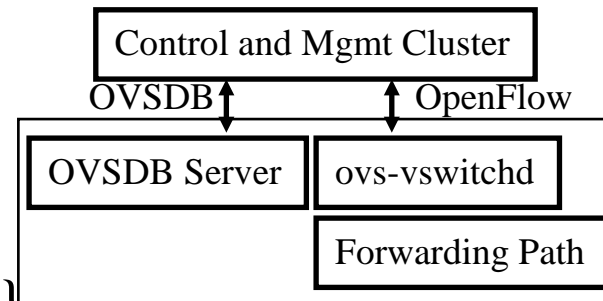 Control and Mgmt Cluster
OVSDB OpenFlow
OVSDB Server ovs-vswitchd
Forwarding Path
]